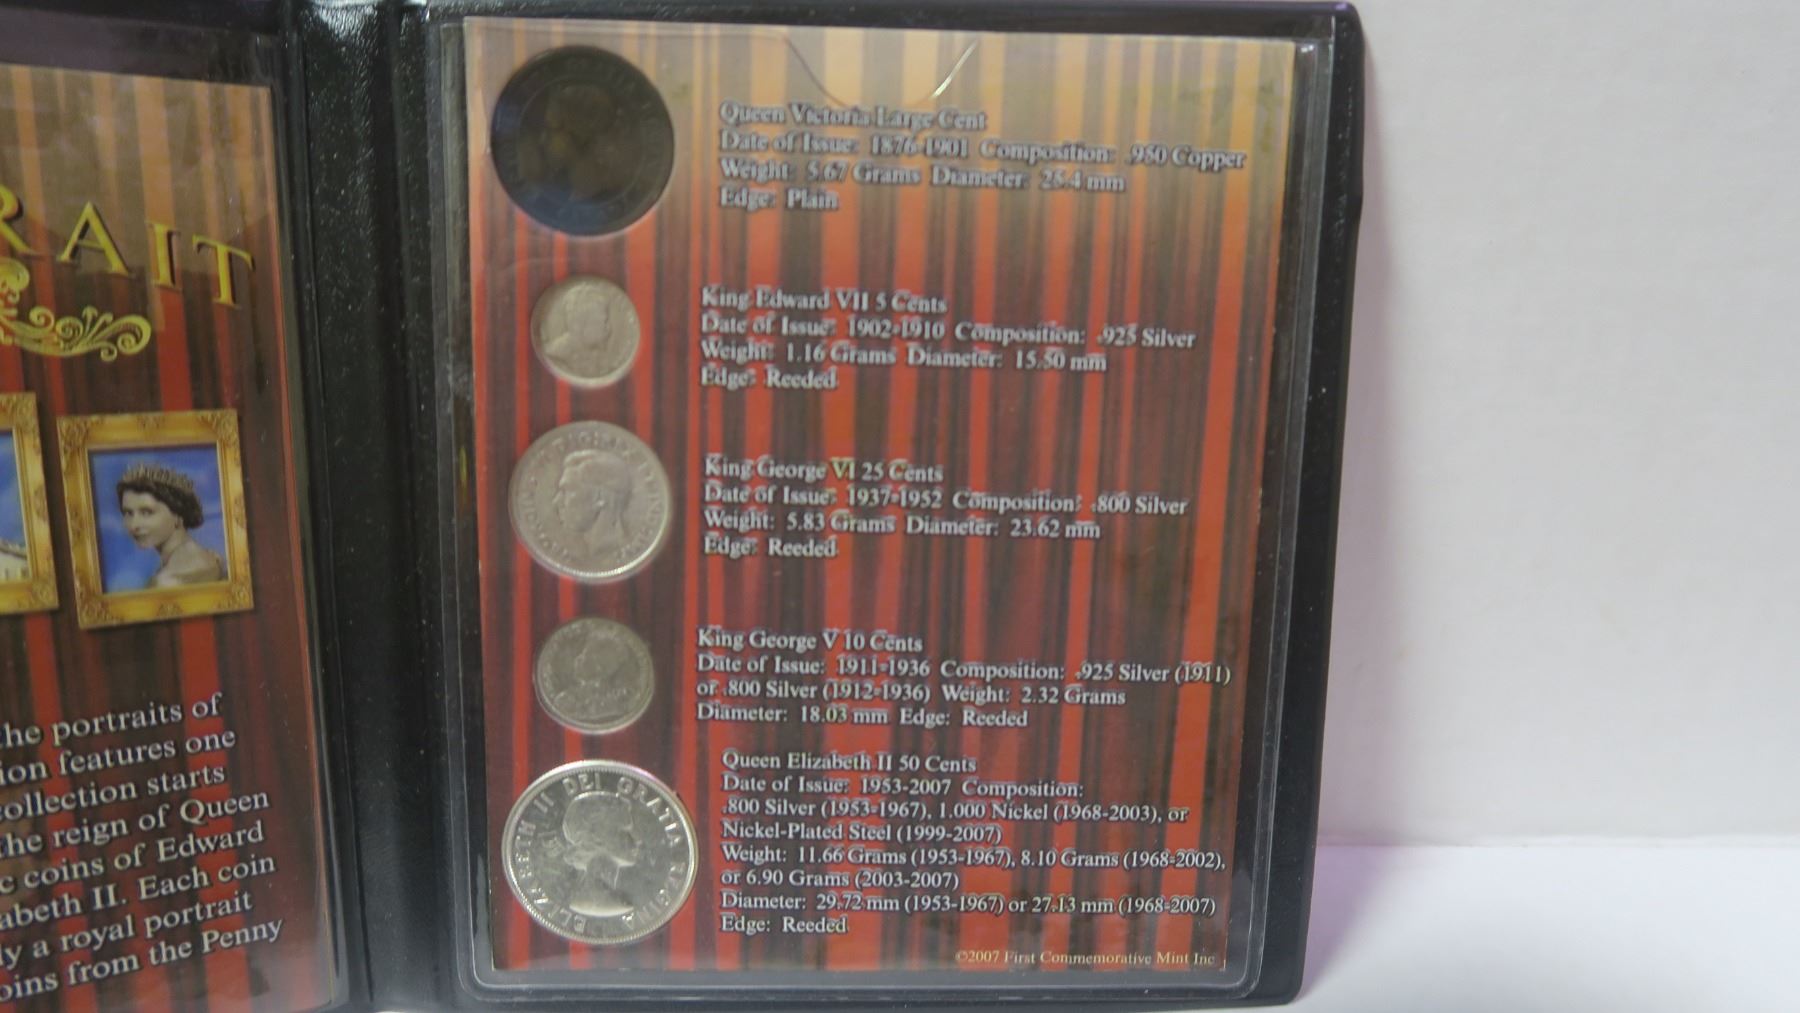 RAIT
the portraits of
ion features one
collection starts
the reign of Queen
c coins of Edward
abeth II. Each coin
ly a royal portrait
oins from the Penny
Queen Victoria Large Cent
Date of Issue: 1876-1901 Composition: .950 Copper
Weight: 5.67 Grams Diameter: 25.4 mm
Edge: Plain
King Edward VII 5 Cents
Date of Issue: 1902-1910 Composition: .925 Silver
Weight: 1.16 Grams Diameter: 15.50 mm
Edge: Reeded
King George VI 25 Cents
Date of Issue: 1937-1952 Composition: .800 Silver
Weight: 5.83 Grams Diameter: 23.62 mm
Edge: Reeded
King George V 10 Cents
Date of Issue: 1911-1936 Composition: .925 Silver (1911)
or .800 Silver (1912-1936) Weight: 2.32 Grams
Diameter: 18.03 mm Edge: Reeded
ELIZABETH II DEI GRATIA REGINA
Queen Elizabeth II 50 Cents
Date of Issue: 1953-2007 Composition:
.800 Silver (1953-1967), 1.000 Nickel (1968-2003), or
Nickel-Plated Steel (1999-2007)
Weight: 11.66 Grams (1953-1967), 8.10 Grams (1968-2002),
or 6.90 Grams (2003-2007)
Diameter: 29.72 mm (1953-1967) or 27.13 mm (1968-2007)
Edge: Reeded
©2007 First Commemorative Mint Inc